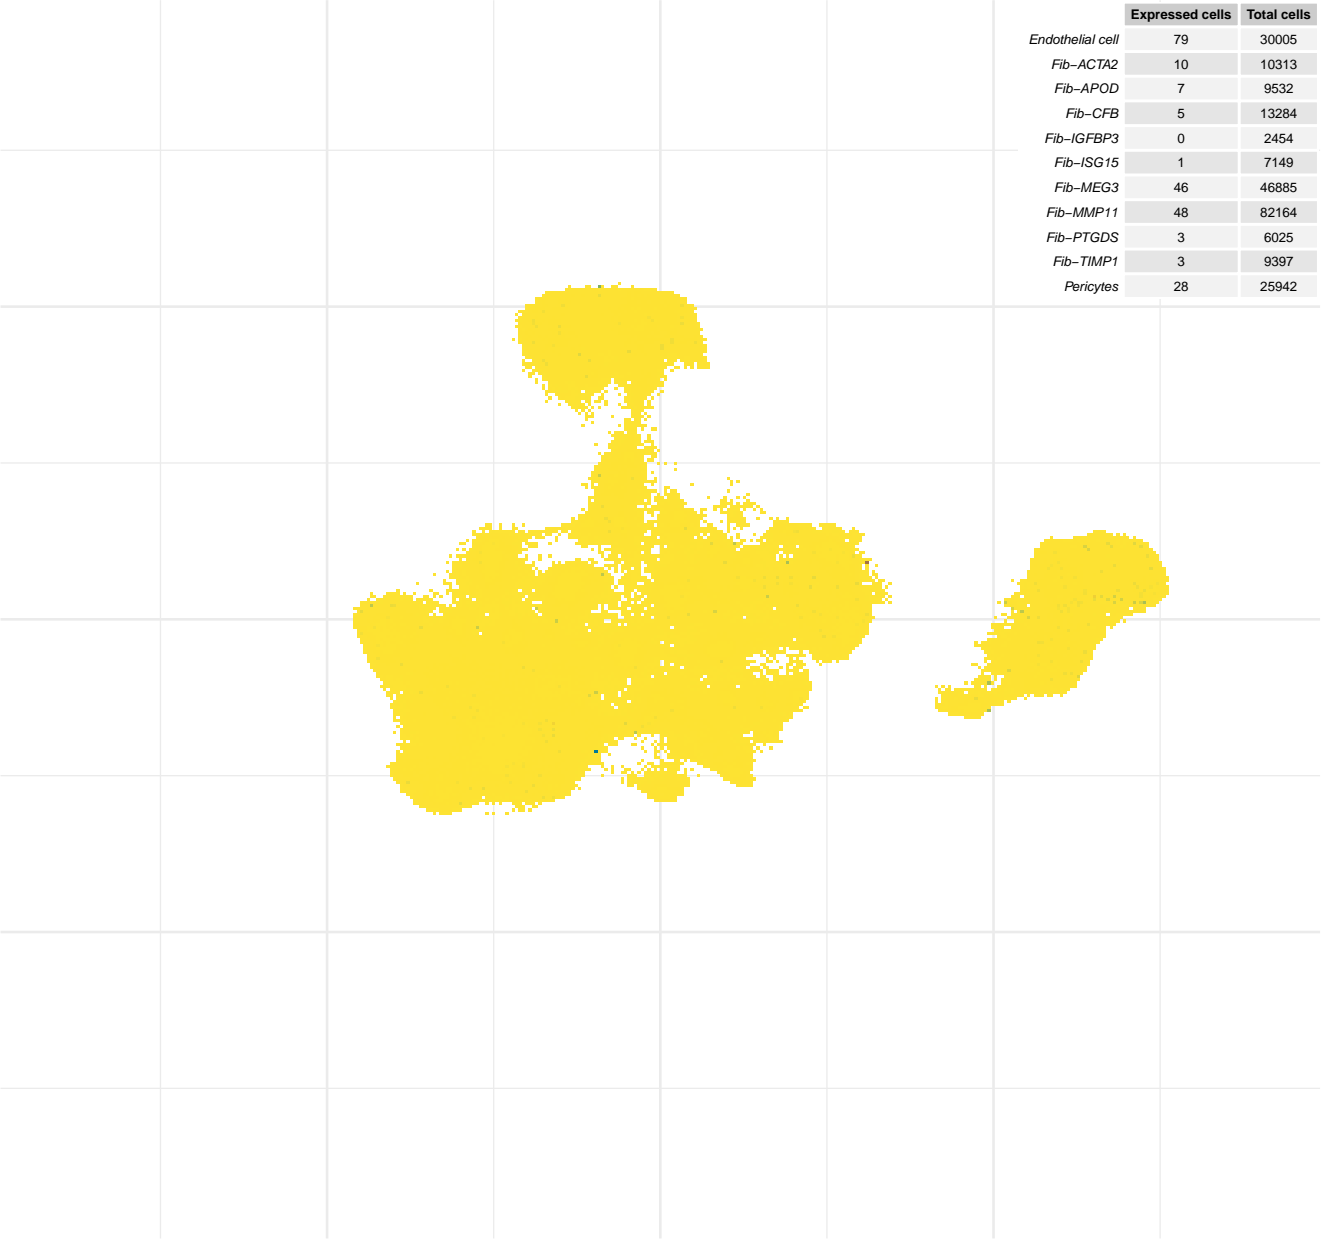 Expressed cells Total cells
Endothelial cell 79 30005
Fib−ACTA2 10 10313
Fib−APOD 7 9532
Fib−CFB 5 13284
Fib−IGFBP3 0 2454
Fib−ISG15 1 7149
Fib−MEG3 46 46885
Fib−MMP11 48 82164
Fib−PTGDS 3 6025
Fib−TIMP1 3 9397
Pericytes 28 25942